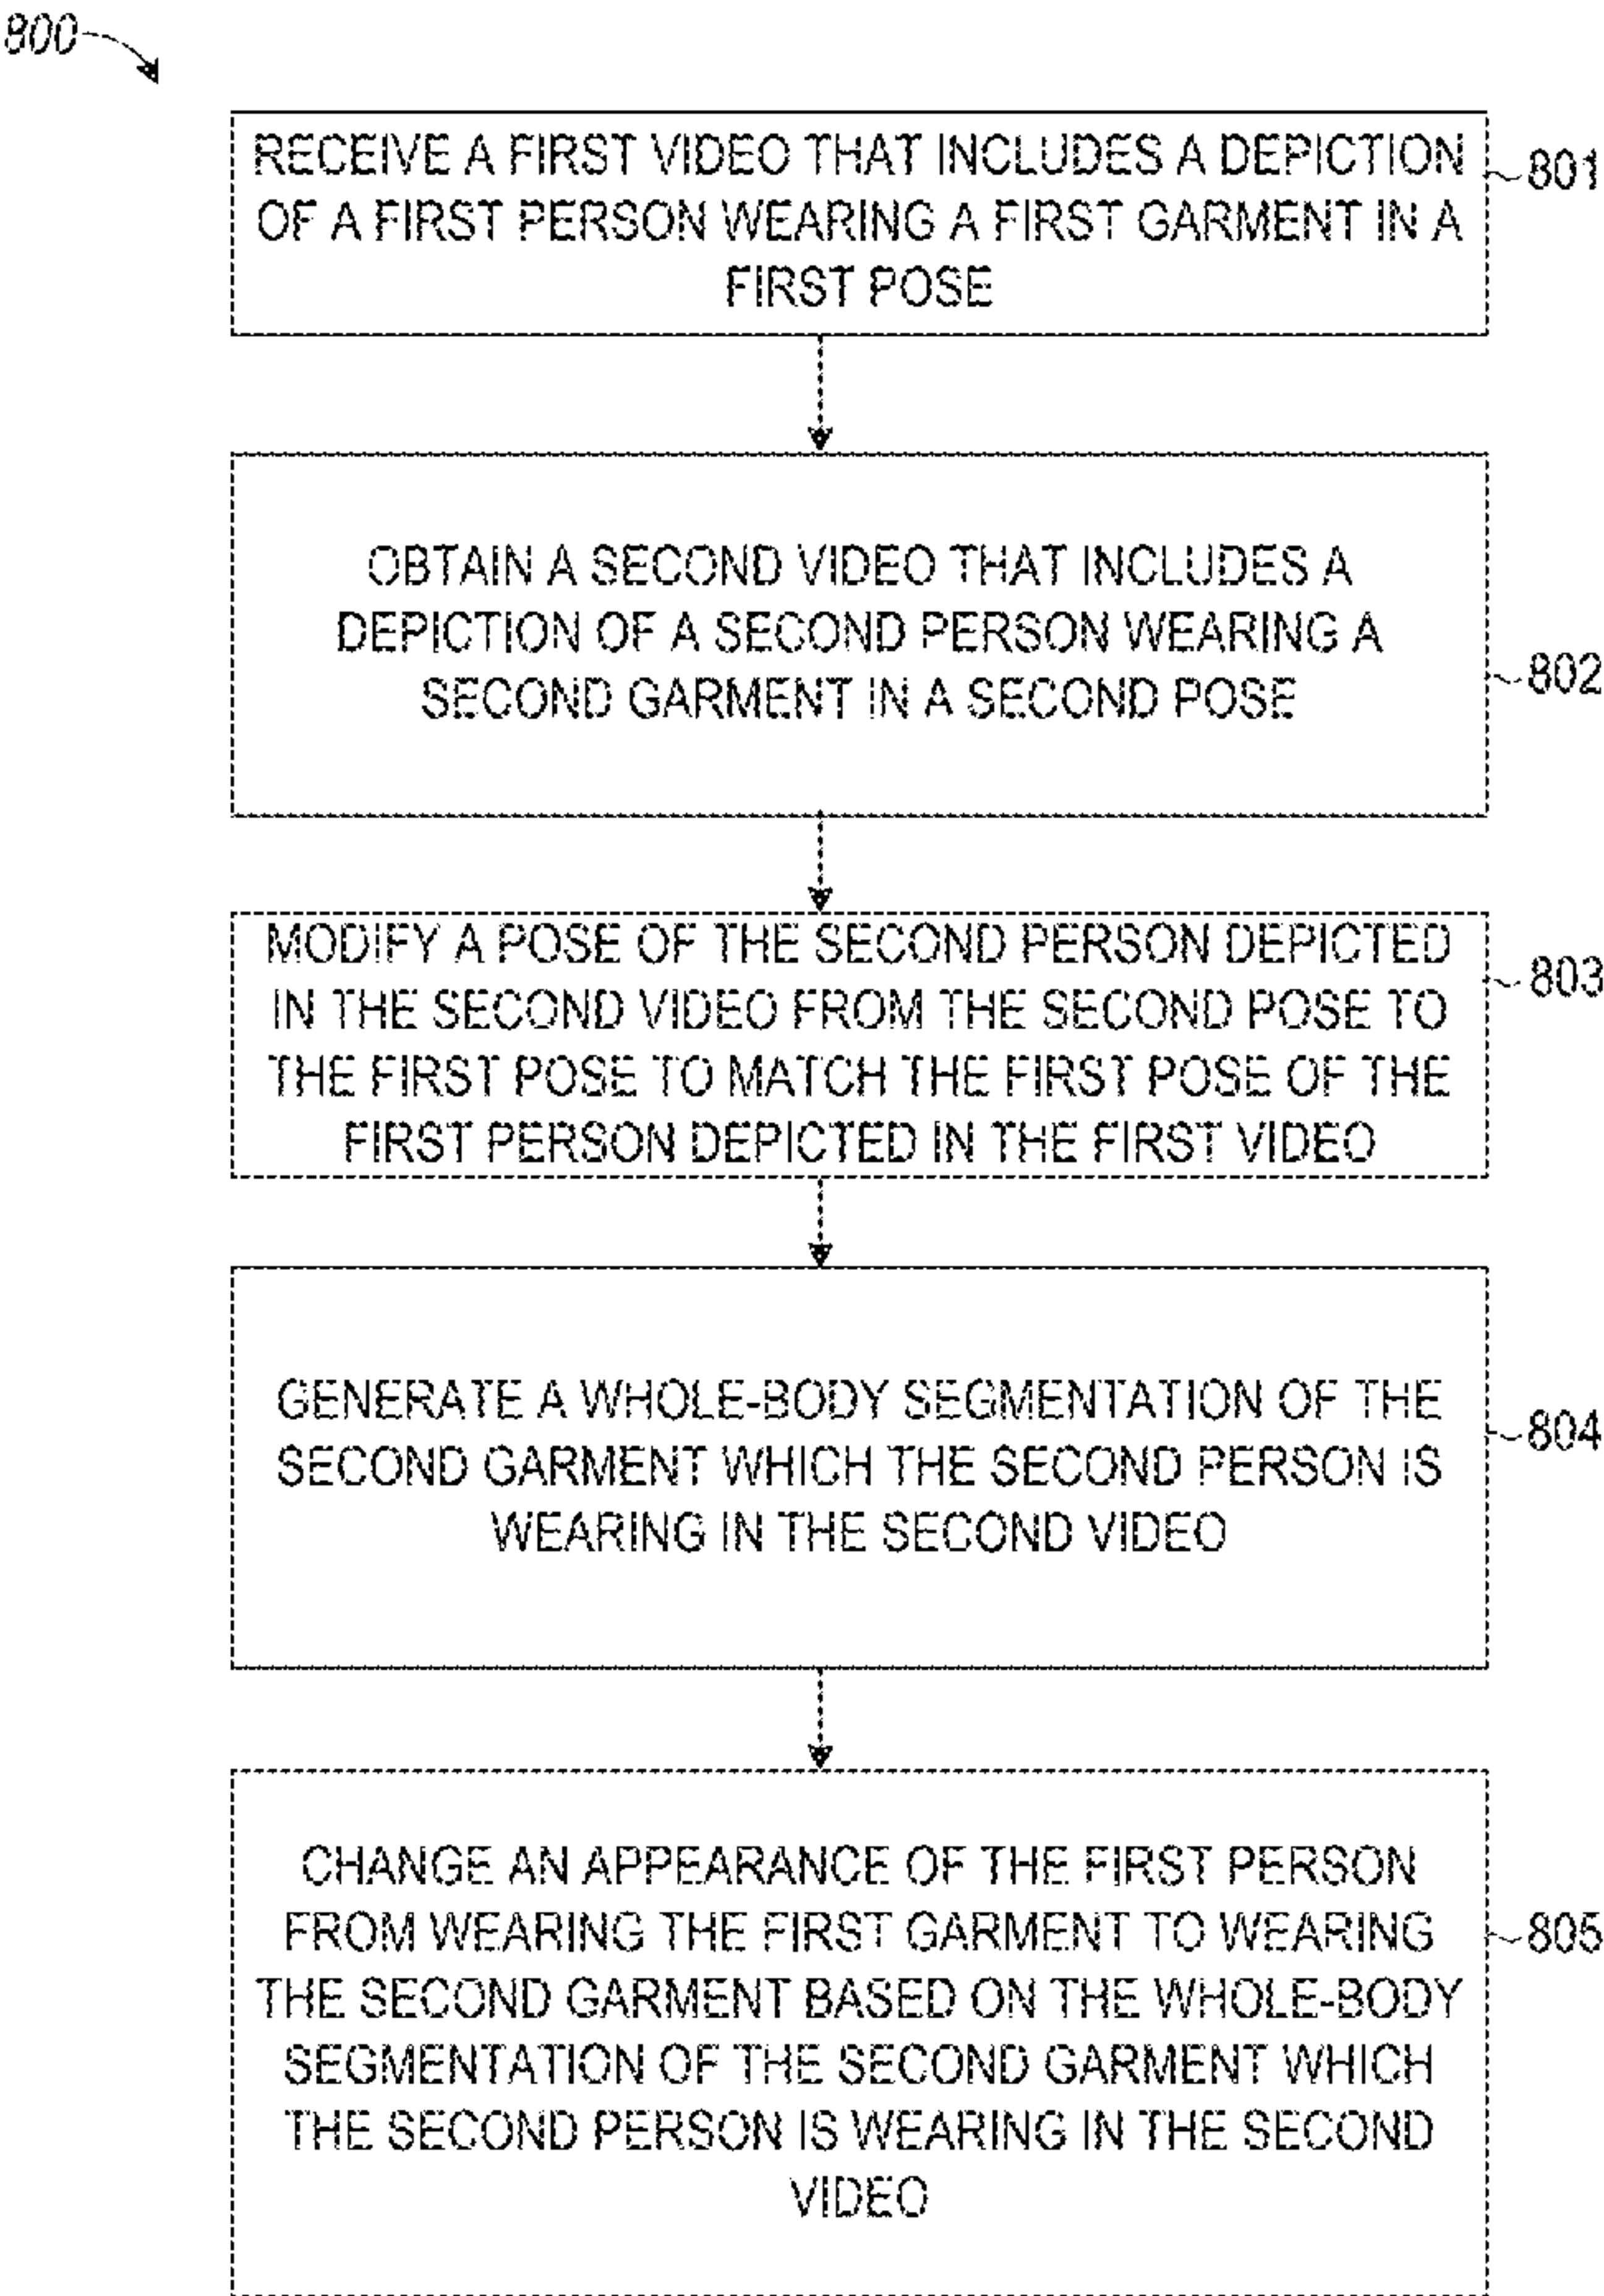 800
RECEIVE A FIRST VIDEO THAT INCLUDES A DEPICTION
OF A FIRST PERSON WEARING A FIRST GARMENT IN A
FIRST POSE
801
OBTAIN A SECOND VIDEO THAT INCLUDES A
DEPICTION OF A SECOND PERSON WEARING A
SECOND GARMENT IN A SECOND POSE
802
MODIFY A POSE OF THE SECOND PERSON DEPICTED
IN THE SECOND VIDEO FROM THE SECOND POSE TO
THE FIRST POSE TO MATCH THE FIRST POSE OF THE
FIRST PERSON DEPICTED IN THE FIRST VIDEO
803
GENERATE A WHOLE-BODY SEGMENTATION OF THE
SECOND GARMENT WHICH THE SECOND PERSON IS
WEARING IN THE SECOND VIDEO
804
CHANGE AN APPEARANCE OF THE FIRST PERSON
FROM WEARING THE FIRST GARMENT TO WEARING
THE SECOND GARMENT BASED ON THE WHOLE-BODY
SEGMENTATION OF THE SECOND GARMENT WHICH
THE SECOND PERSON IS WEARING IN THE SECOND
VIDEO
805